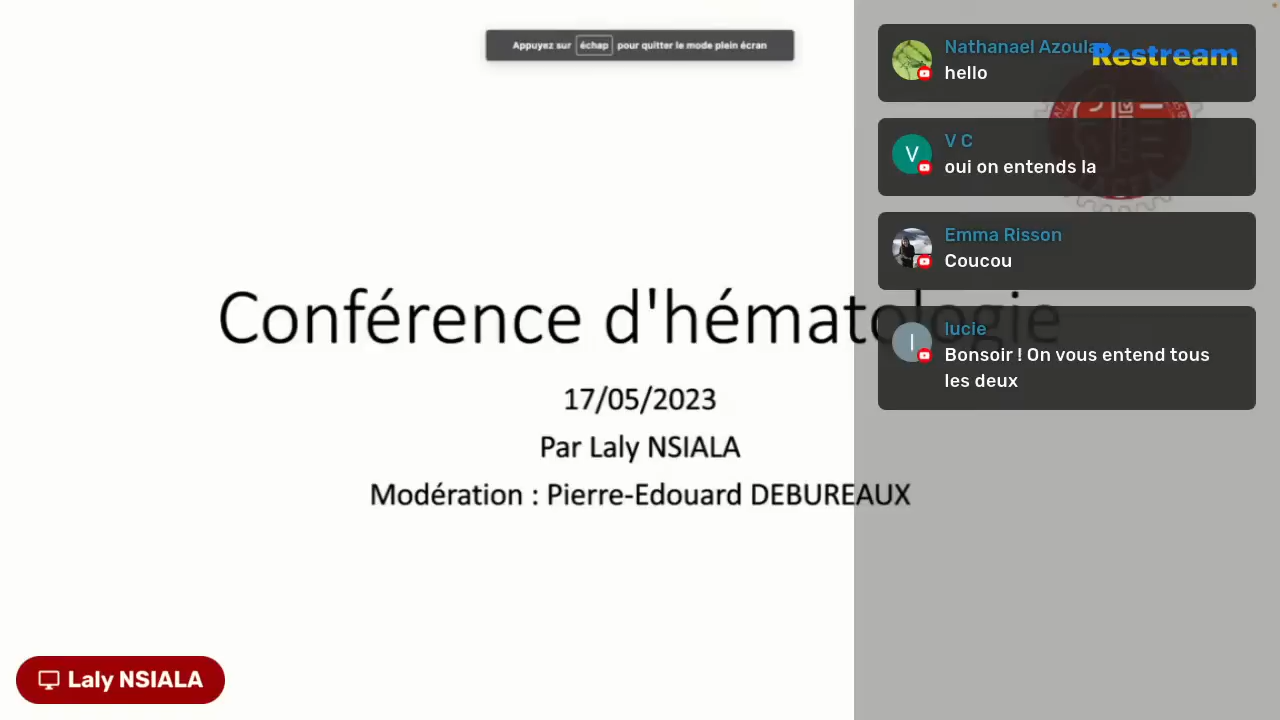 Appuyez sur échap pour quitter le mode plein écran
Restream
Nathanael Azoula
hello
V
V C
oui on entends la
Emma Risson
Coucou
Conférence d'hématologie
l
lucie
Bonsoir ! On vous entend tous
les deux
17/05/2023
Par Laly NSIALA
Modération : Pierre-Edouard DEBUREAUX
Laly NSIALA